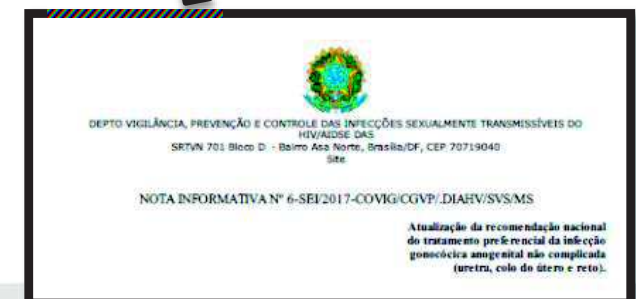 DEPTO VIGILÂNCIA, PREVENÇÃO E CONTROLE DAS INFECÇÕES SEXUALMENTE TRANSMISSÍVEIS DO
HIV/AIDSE DAS
SRTVN 701 Bloco D - Bairro Asa Norte, Brasília/DF, CEP 70719040
Site
NOTA INFORMATIVA Nº 6-SEI/2017-COVIG/CGVP/.DIAHV/SVS/MS
Atualização da recomendação nacional
do tratamento preferencial da infecção
gonocócica anogenital não complicada
(uretra, colo do útero e reto).